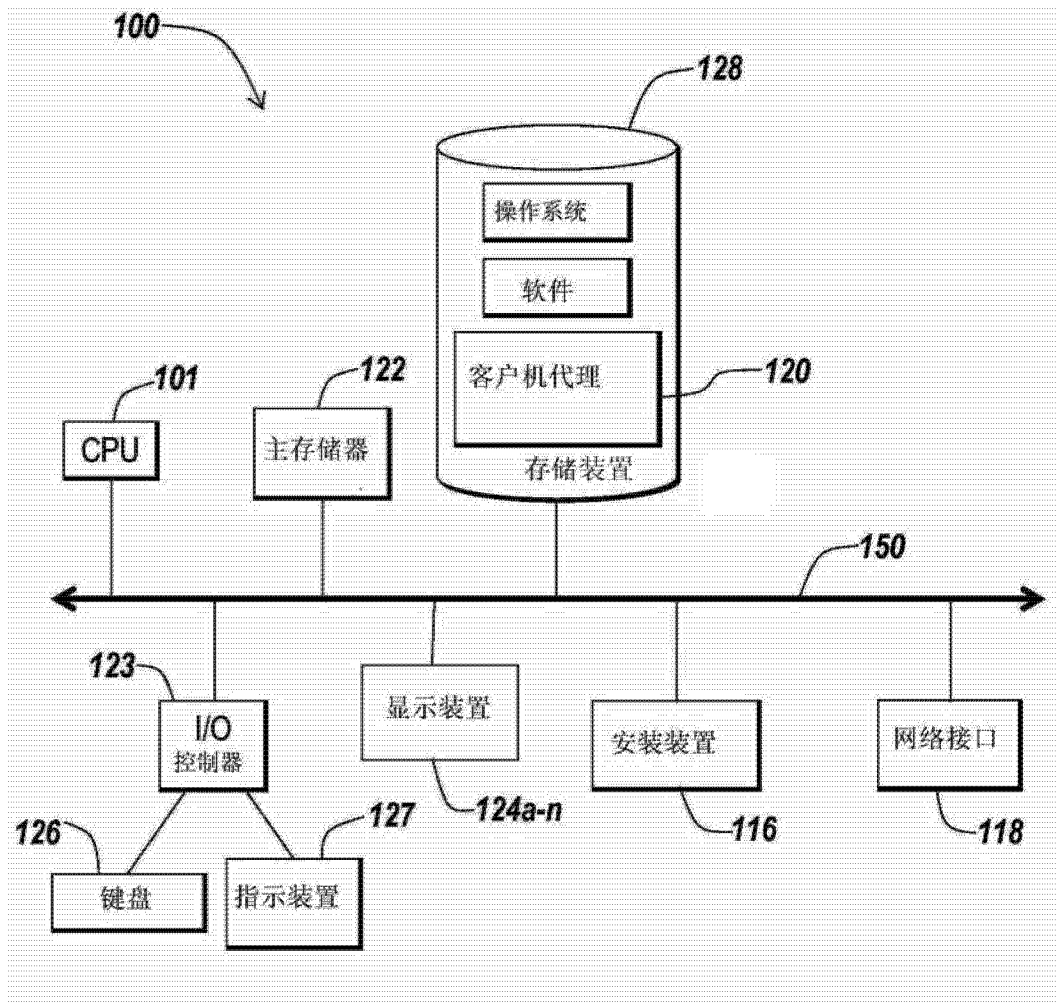 100
128
操作系统
软件
客户机代理
120
存储装置
101
CPU
122
主存储器
150
123
I/O
控制器
显示装置
124a-n
安装装置
116
网络接口
118
126
键盘
127
指示装置